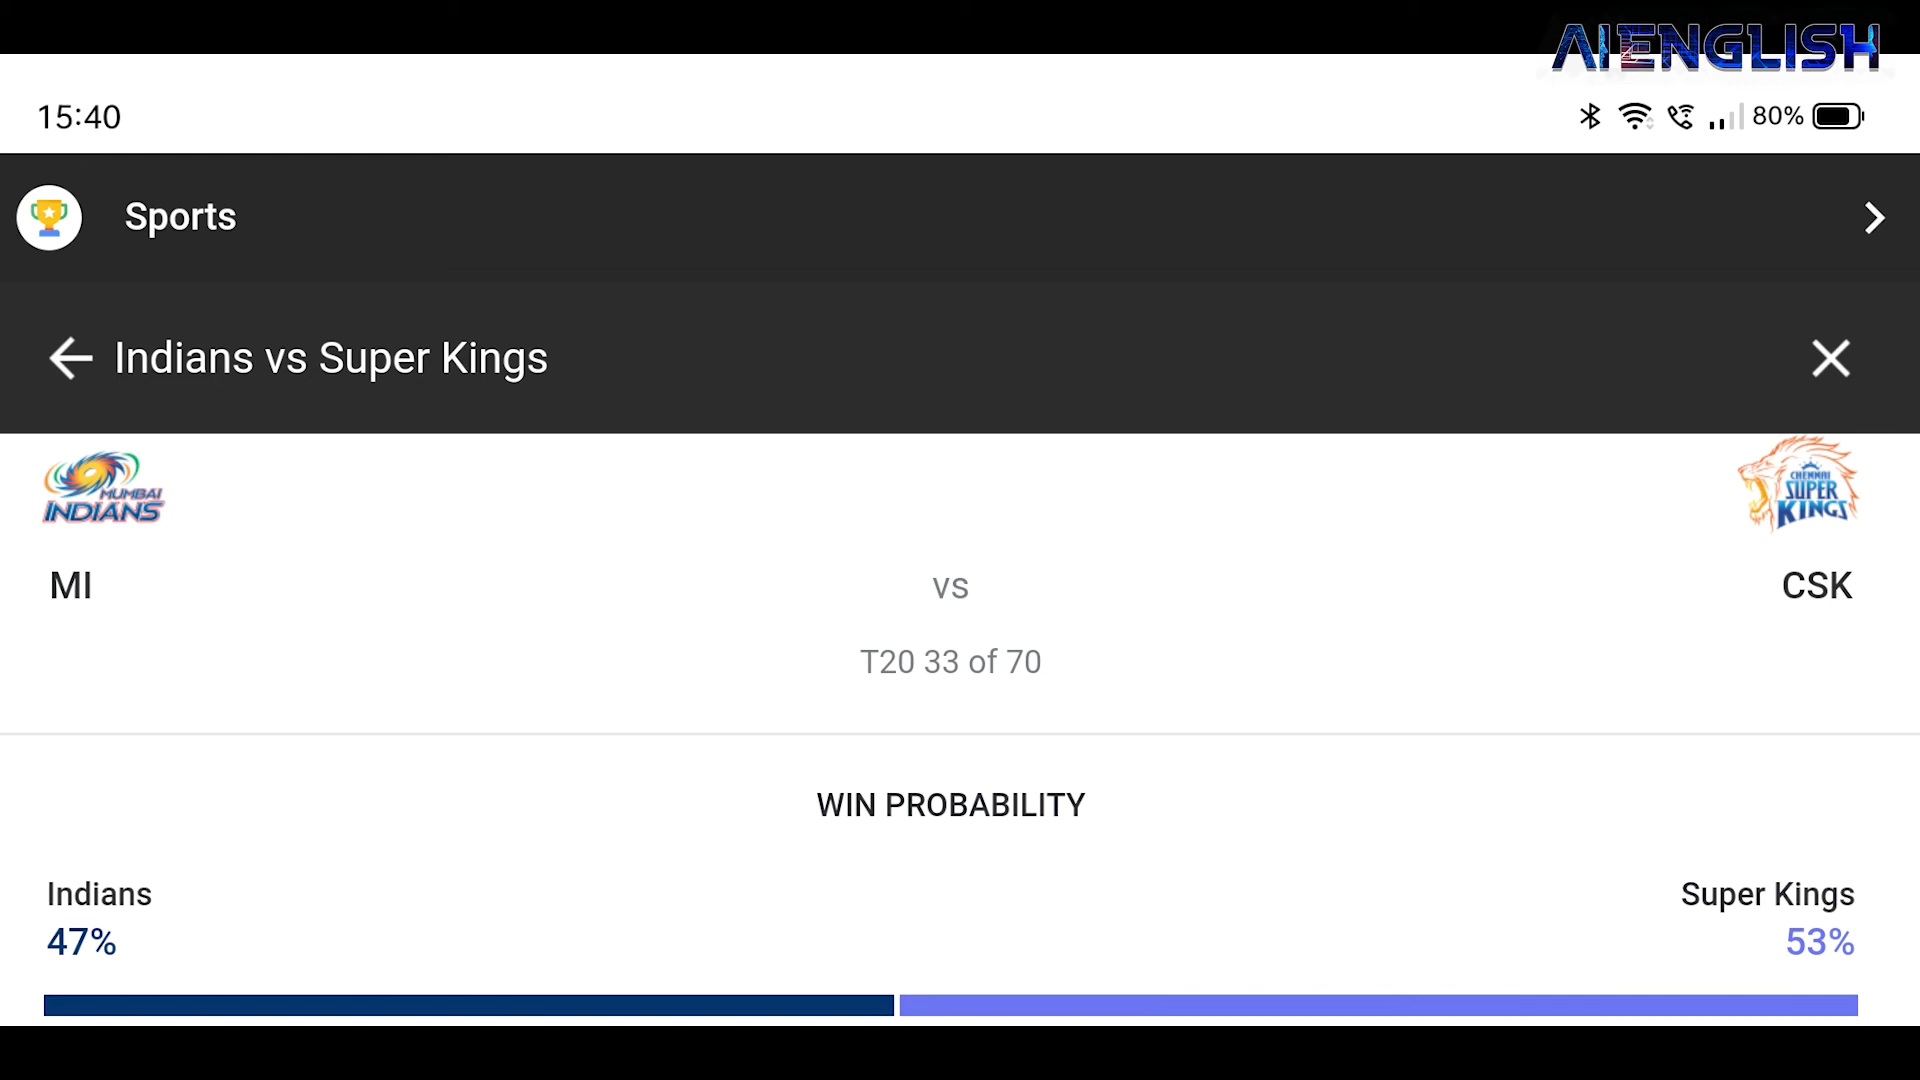 AIENGLISH
15:40
80%
Sports
Indians vs Super Kings
MUMBAI
INDIANS
CHENNAI
SUPER
KINGS
MI
vs
CSK
T20 33 of 70
WIN PROBABILITY
Indians
Super Kings
47%
53%